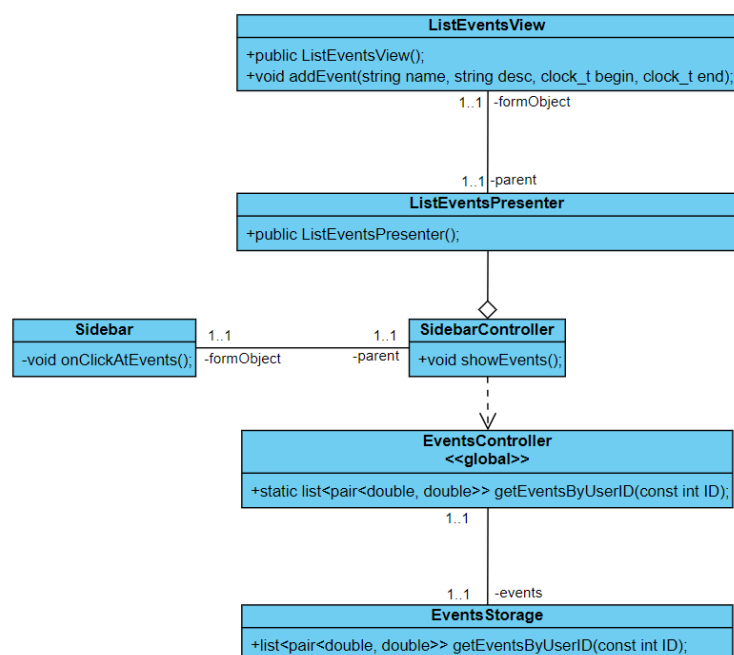 ListEventsView
+public ListEventsView();
+void addEvent(string name, string desc, clock_t begin, clock_t end);
1..1 -formObject
1..1 -parent
ListEventsPresenter
+public ListEventsPresenter();
Sidebar
-void onClickAtEvents();
1..1 1..1
-formObject -parent
SidebarController
+void showEvents();
EventsController
<<global>>
+static list<pair<double, double>> getEventsByUserID(const int ID);
1..1
1..1 -events
EventsStorage
+list<pair<double, double>> getEventsByUserID(const int ID);